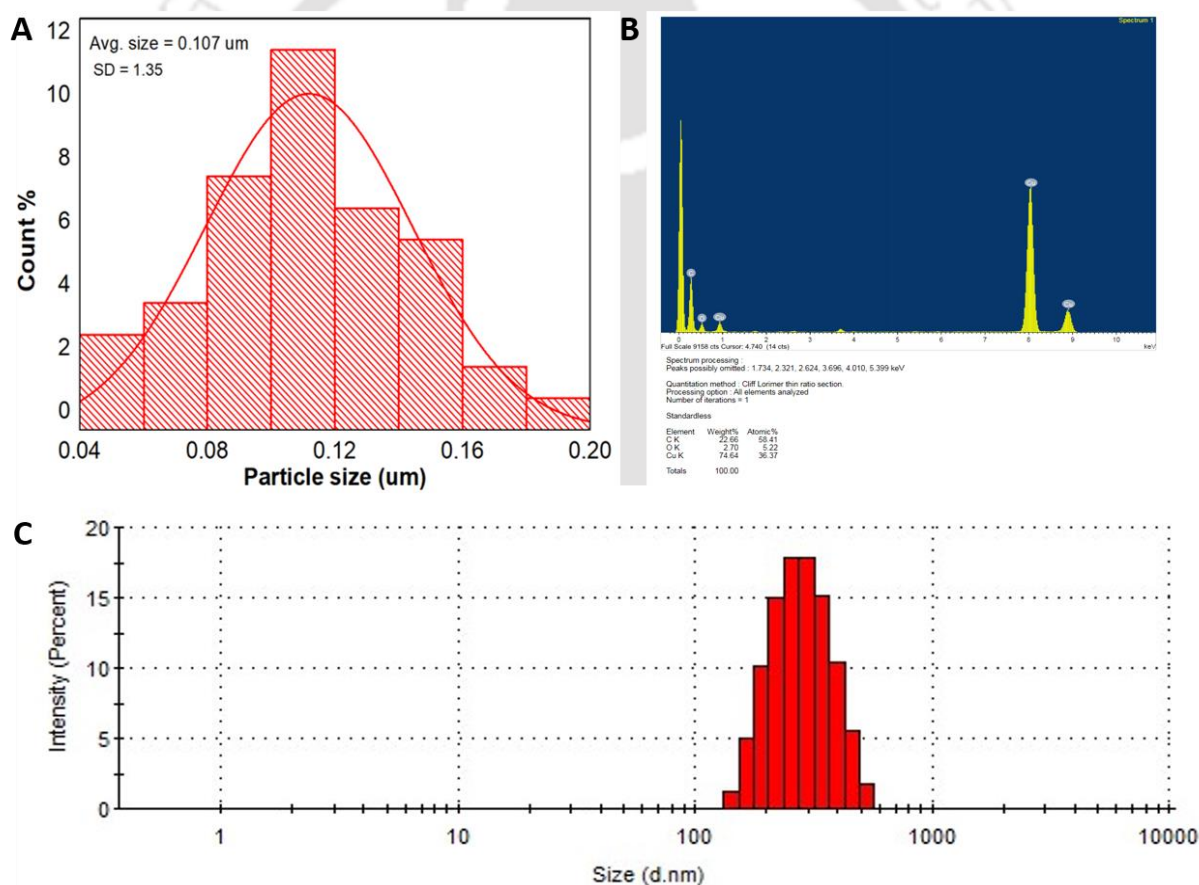 A
Avg. size = 0.107 um
SD = 1.35
Count %
12
10
8
6
4
2
0
0.04 0.08 0.12 0.16 0.20
Particle size (um)
B
Spectrum 1
0 1 2 3 4 5 6 7 8 9 10
Full Scale 9158 cts Cursor: 4.740 (14 cts) keV
Spectrum processing :
Peaks possibly omitted : 1.734, 2.321, 2.624, 3.696, 4.010, 5.399 keV
Quantitation method : Cliff Lorimer thin ratio section.
Processing option : All elements analyzed
Number of iterations = 1
Standardless
Element Weight% Atomic%
C K 22.66 58.41
O K 2.70 5.22
Cu K 74.64 36.37
Totals 100.00
C
Intensity (Percent)
20
15
10
5
0
1 10 100 1000 10000
Size (d.nm)